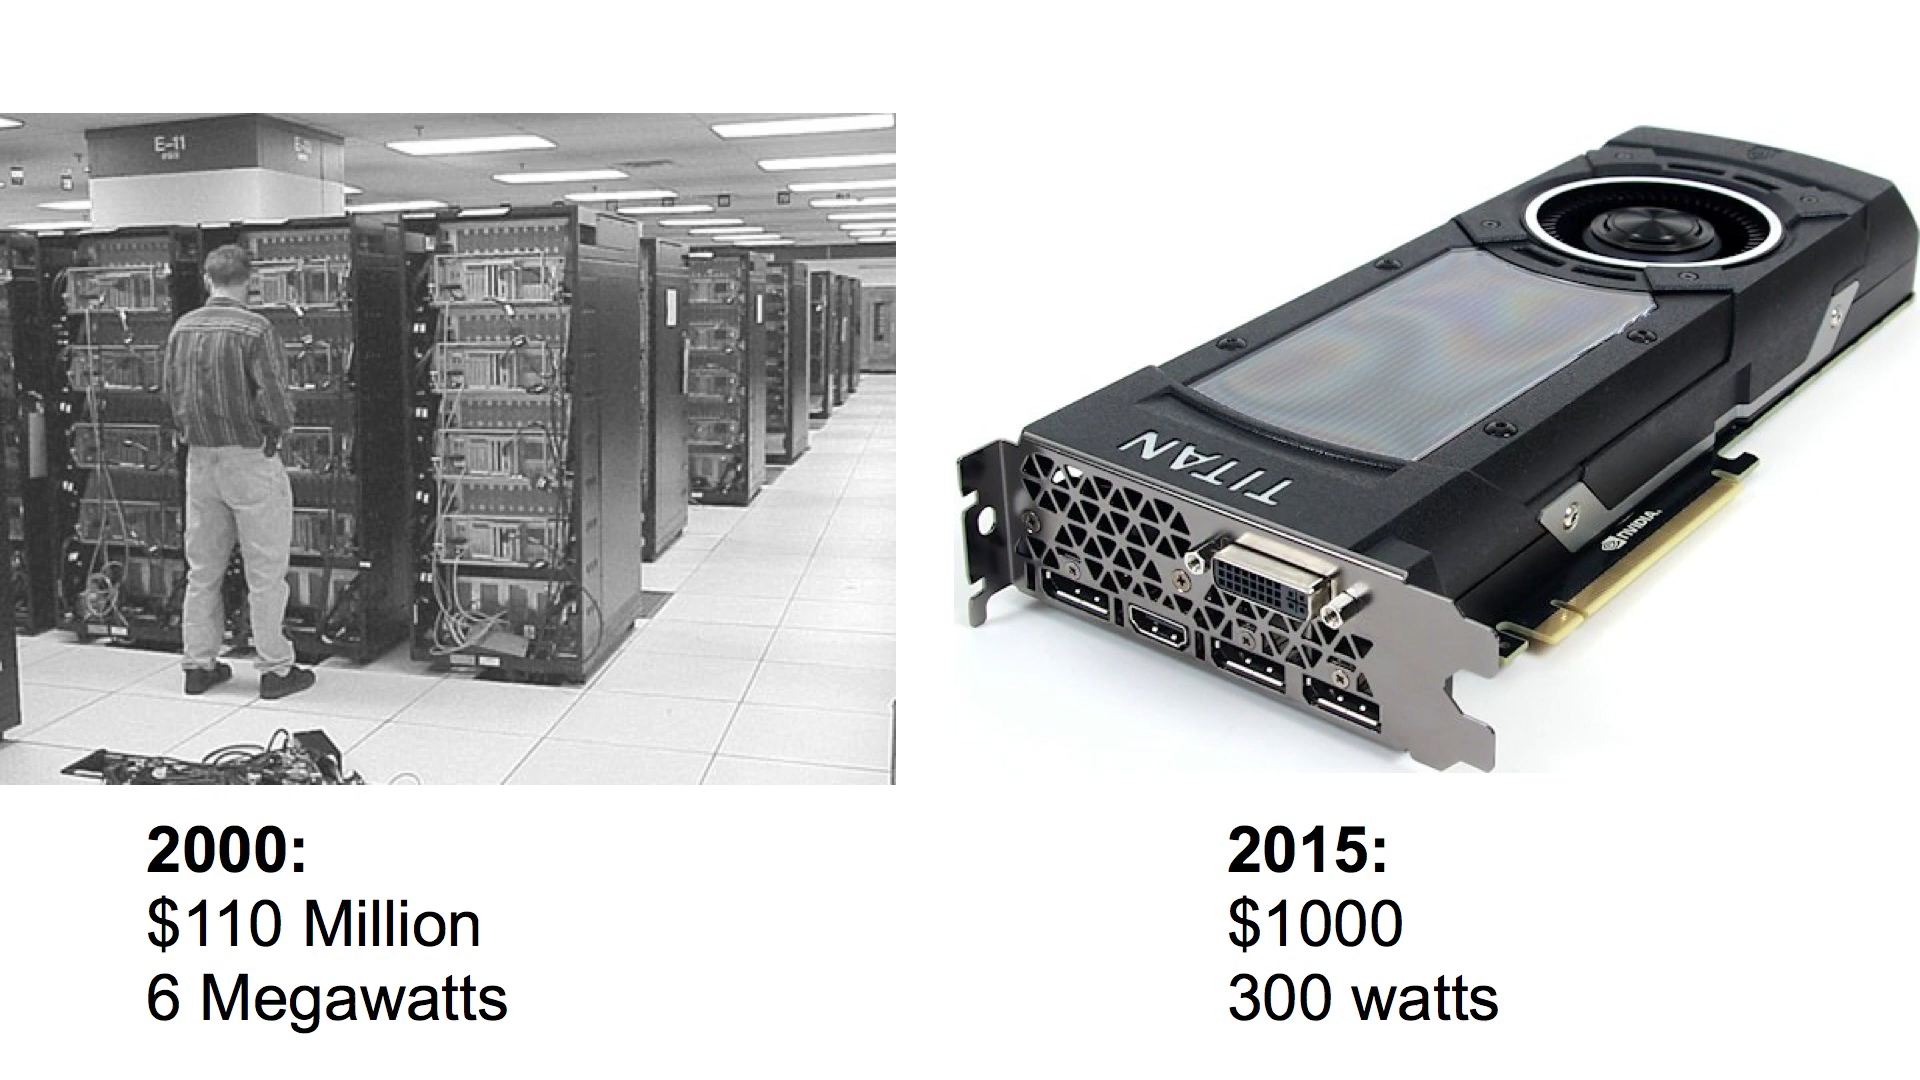 E-11
TITAN
NVIDIA
2000:
$110 Million
6 Megawatts
2015:
$1000
300 watts